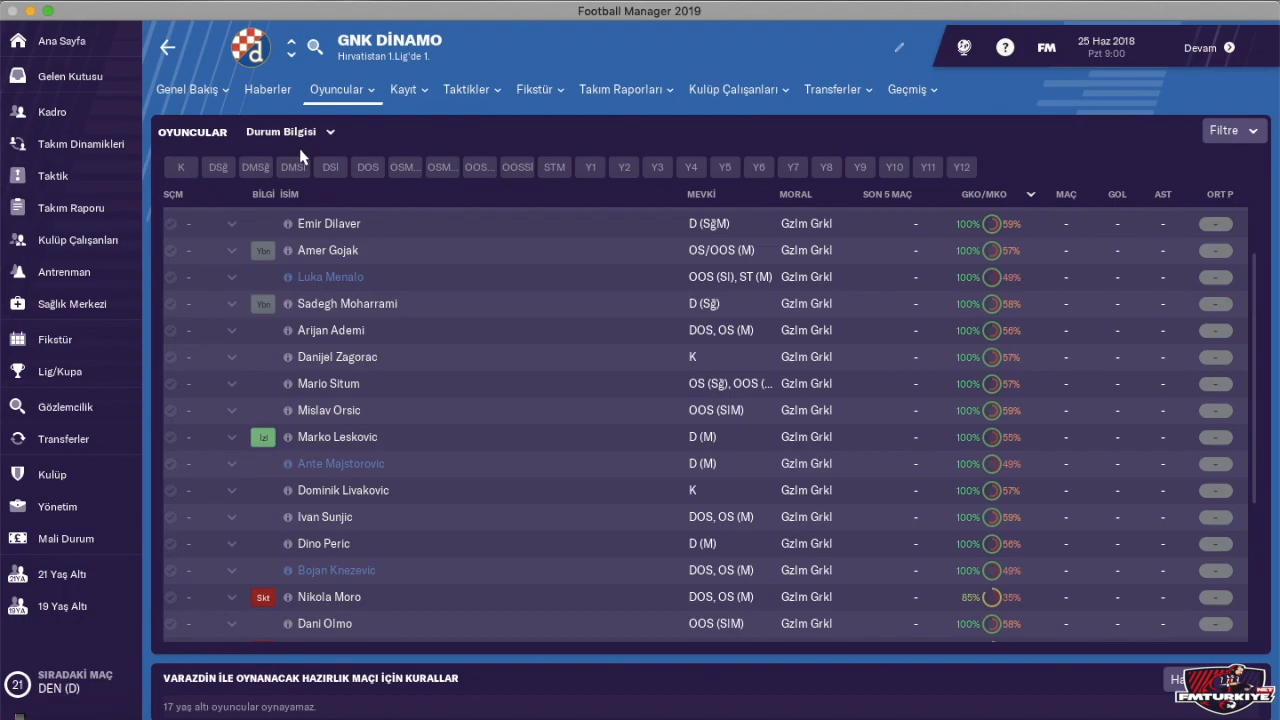 Football Manager 2019
Ana Sayfa
Gelen Kutusu
Kadro
Takım Dinamikleri
Taktik
Takım Raporu
Kulüp Çalışanları
Antrenman
Sağlık Merkezi
Fikstür
Lig/Kupa
Gözlemcilik
Transferler
Kulüp
Yönetim
Mali Durum
21YA 21 Yaş Altı
19YA 19 Yaş Altı
21 SIRADAKİ MAÇ
DEN (D)
GNK DİNAMO
Hırvatistan 1.Lig'de 1.
? FM 25 Haz 2018 Devam
Pzt 9:00
Genel Bakış Haberler Oyuncular Kayıt Taktikler Fikstür Takım Raporları Kulüp Çalışanları Transferler Geçmiş
OYUNCULAR Durum Bilgisi Filtre
K DSğ DMSğ DMSl DSl DOS OSM... OSM... OOS... OOSSl STM Y1 Y2 Y3 Y4 Y5 Y6 Y7 Y8 Y9 Y10 Y11 Y12
SÇM BİLGİ İSİM MEVKİ MORAL SON 5 MAÇ GKO/MKO MAÇ GOL AST ORT P
- Emir Dilaver D (SğM) Gzlm Grkl - 100% 59% - - - -
- Ybn Amer Gojak OS/OOS (M) Gzlm Grkl - 100% 57% - - - -
- Luka Menalo OOS (Sl), ST (M) Gzlm Grkl - 100% 49% - - - -
- Ybn Sadegh Moharrami D (Sğ) Gzlm Grkl - 100% 58% - - - -
- Arijan Ademi DOS, OS (M) Gzlm Grkl - 100% 56% - - - -
- Danijel Zagorac K Gzlm Grkl - 100% 57% - - - -
- Mario Situm OS (Sğ), OOS (... Gzlm Grkl - 100% 57% - - - -
- Mislav Orsic OOS (SlM) Gzlm Grkl - 100% 59% - - - -
- İzl Marko Leskovic D (M) Gzlm Grkl - 100% 55% - - - -
- Ante Majstorovic D (M) Gzlm Grkl - 100% 49% - - - -
- Dominik Livakovic K Gzlm Grkl - 100% 57% - - - -
- Ivan Sunjic DOS, OS (M) Gzlm Grkl - 100% 59% - - - -
- Dino Peric D (M) Gzlm Grkl - 100% 56% - - - -
- Bojan Knezevic DOS, OS (M) Gzlm Grkl - 100% 49% - - - -
- Skt Nikola Moro DOS, OS (M) Gzlm Grkl - 85% 35% - - - -
- Dani Olmo OOS (SlM) Gzlm Grkl - 100% 58% - - - -
VARAZDIN İLE OYNANACAK HAZIRLIK MAÇI İÇİN KURALLAR
17 yaş altı oyuncular oynayamaz.
FMTURKIYE.NET